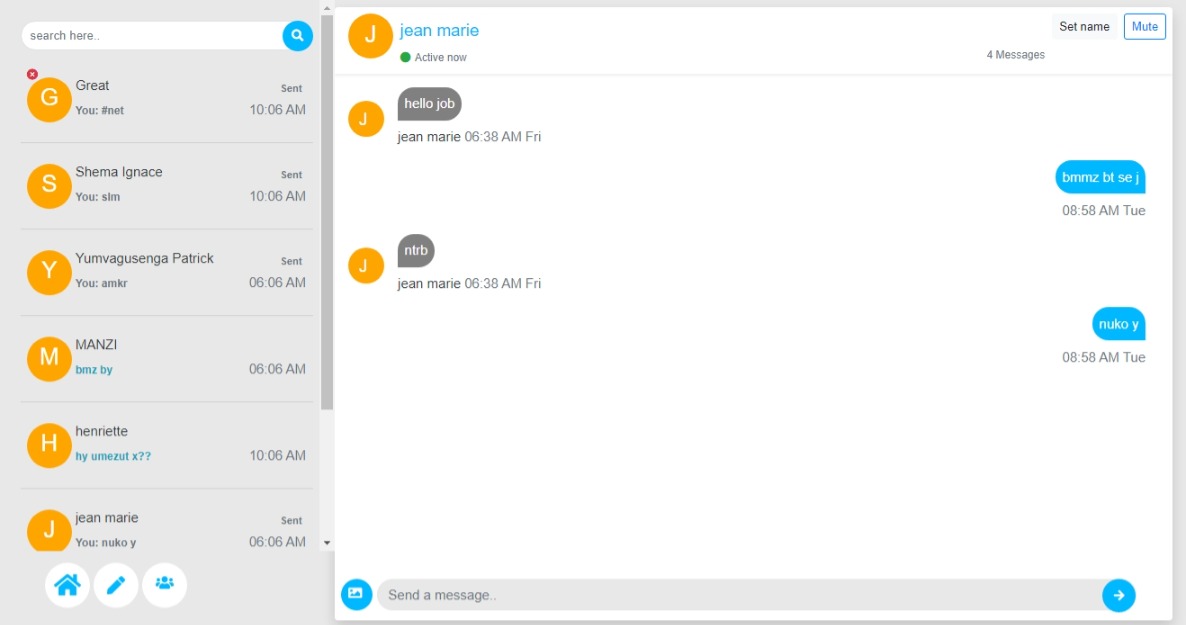 search here..
G
Great
Sent
You: #net
10:06 AM
S
Shema Ignace
Sent
You: slm
10:06 AM
Y
Yumvagusenga Patrick
Sent
You: amkr
06:06 AM
M
MANZI
bmz by
06:06 AM
H
henriette
hy umezut x??
10:06 AM
J
jean marie
Sent
You: nuko y
06:06 AM
J
jean marie
Active now
Set name
Mute
4 Messages
hello job
J
jean marie 06:38 AM Fri
bmmz bt se j
08:58 AM Tue
ntrb
J
jean marie 06:38 AM Fri
nuko y
08:58 AM Tue
Send a message..